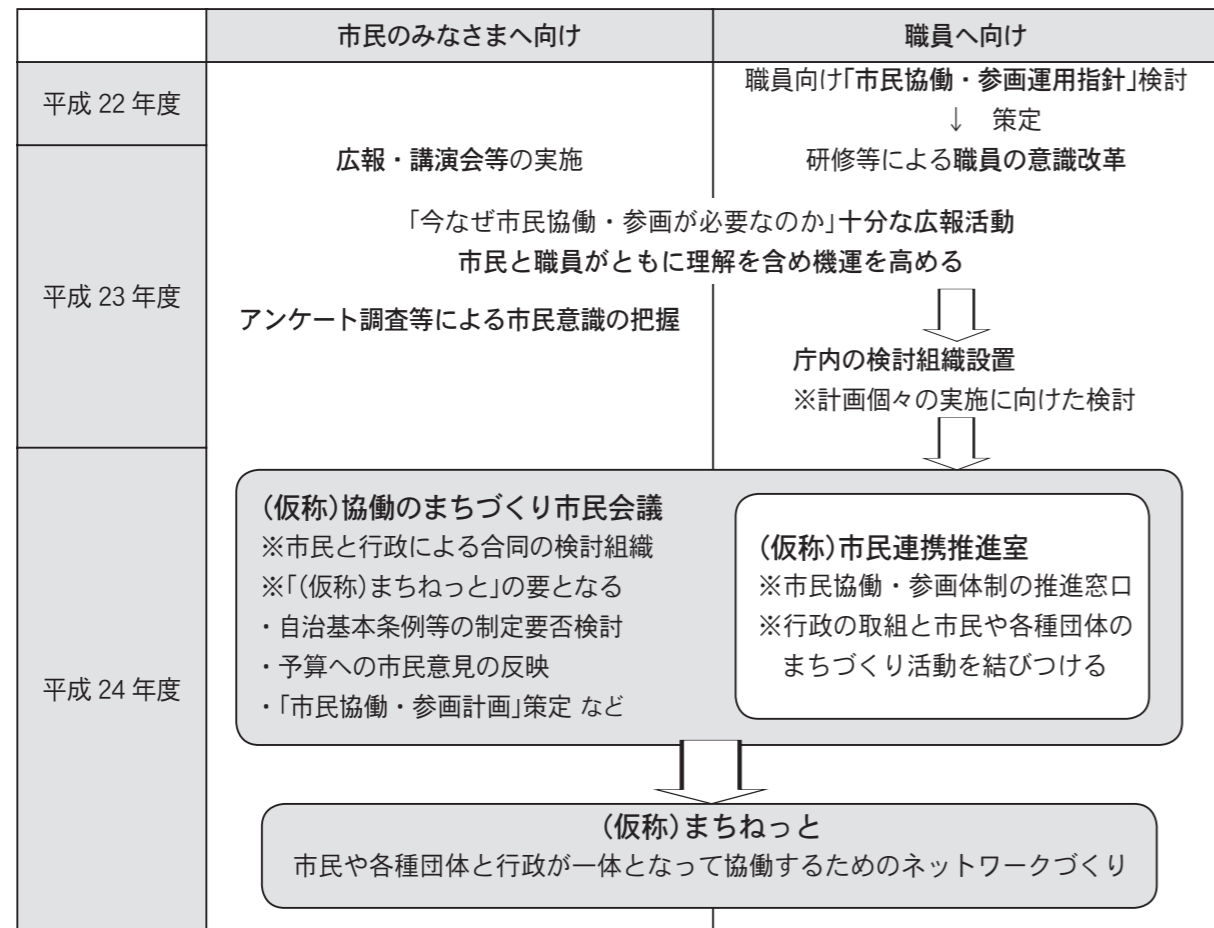 市民のみなさまへ向け
職員へ向け
平成 22 年度
職員向け「市民協働・参画運用指針」検討
↓ 策定
平成 23 年度
広報・講演会等の実施
研修等による職員の意識改革
「今なぜ市民協働・参画が必要なのか」十分な広報活動
市民と職員がともに理解を含め機運を高める
アンケート調査等による市民意識の把握
庁内の検討組織設置
※計画個々の実施に向けた検討
平成 24 年度
(仮称)協働のまちづくり市民会議
※市民と行政による合同の検討組織
※「(仮称)まちねっと」の要となる
・自治基本条例等の制定要否検討
・予算への市民意見の反映
・「市民協働・参画計画」策定 など
(仮称)市民連携推進室
※市民協働・参画体制の推進窓口
※行政の取組と市民や各種団体の
まちづくり活動を結びつける
(仮称)まちねっと
市民や各種団体と行政が一体となって協働するためのネットワークづくり